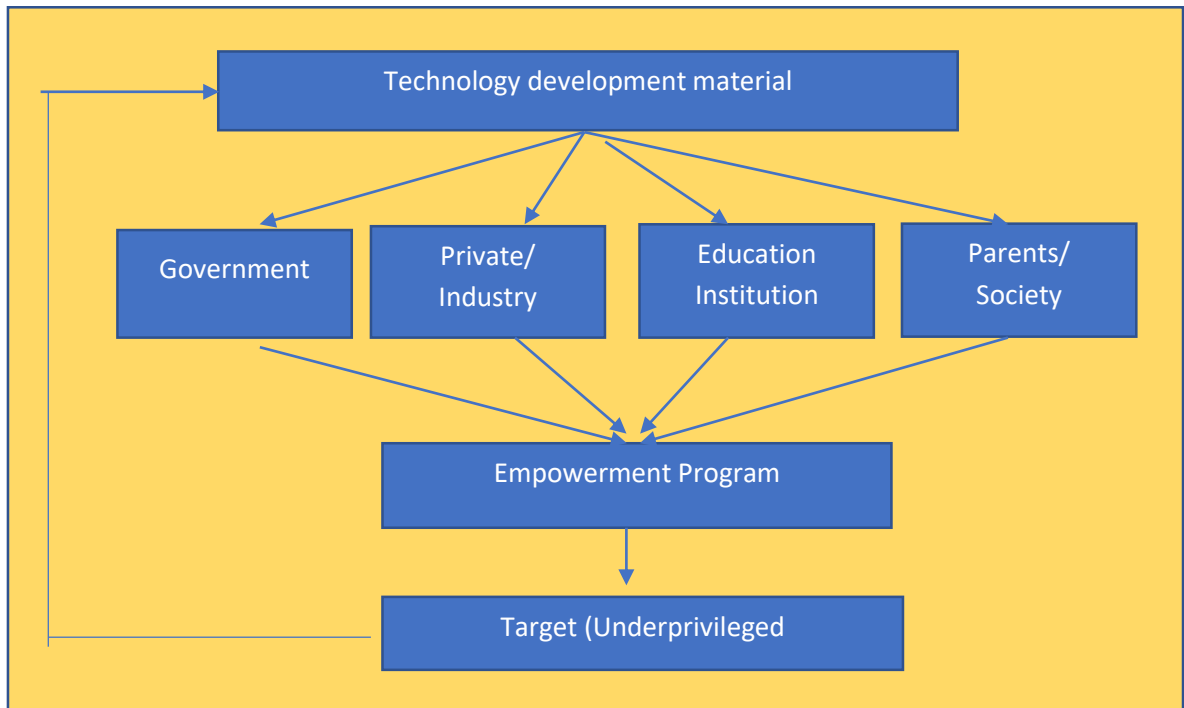 Technology development material
Government
Private/
Industry
Education
Institution
Parents/
Society
Empowerment Program
Target (Underprivileged